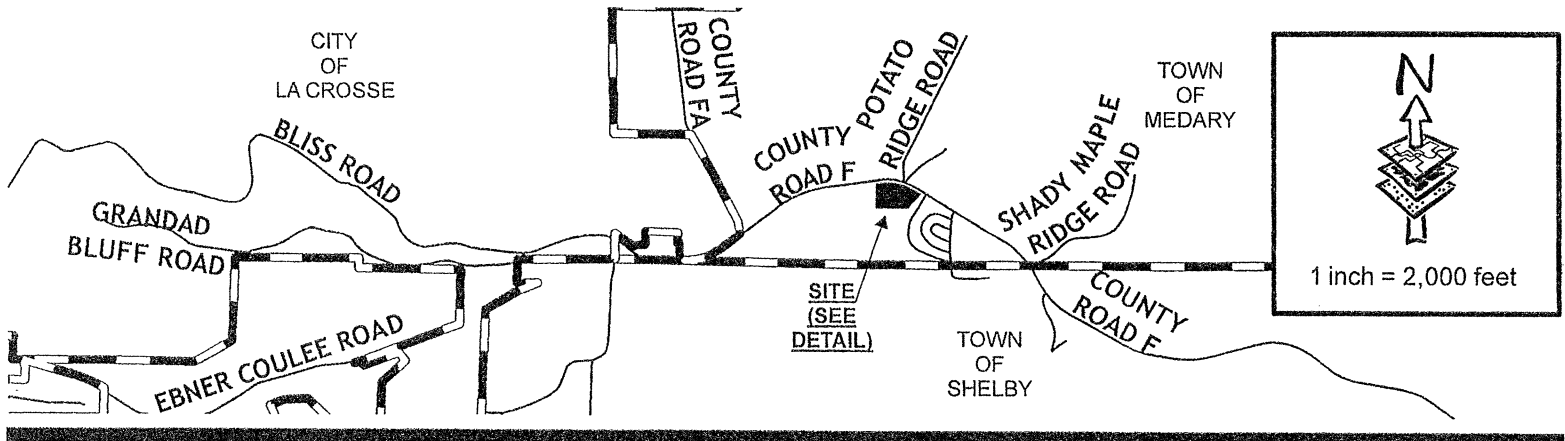 CITY
OF
LA CROSSE
BLISS ROAD
GRANDAD
BLUFF ROAD
EBNER COULEE ROAD
COUNTY
ROAD FA
COUNTY
ROAD F
POTATO
RIDGE ROAD
SHADY MAPLE
RIDGE ROAD
TOWN
OF
MEDARY
SITE
(SEE
DETAIL)
TOWN
OF
SHELBY
COUNTY
ROAD F
N
1 inch = 2,000 feet